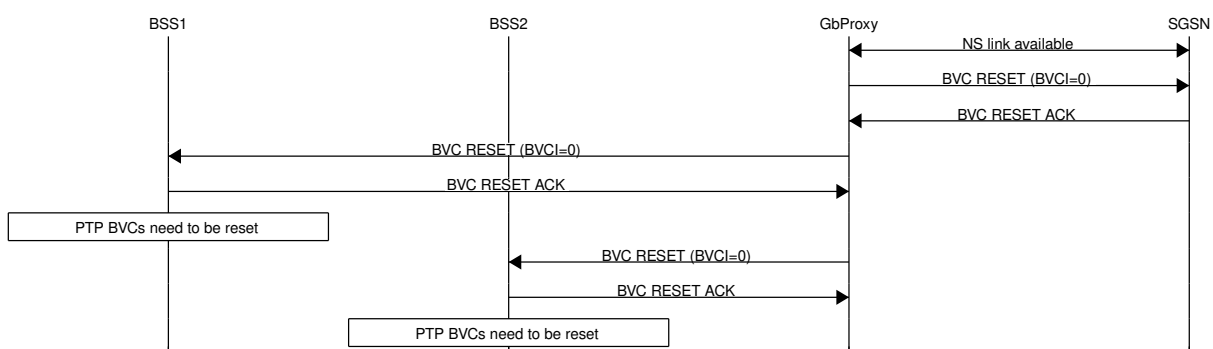 BSS1 BSS2 GbProxy SGSN
NS link available
BVC RESET (BVCI=0)
BVC RESET ACK
BVC RESET (BVCI=0)
BVC RESET ACK
PTP BVCs need to be reset
BVC RESET (BVCI=0)
BVC RESET ACK
PTP BVCs need to be reset